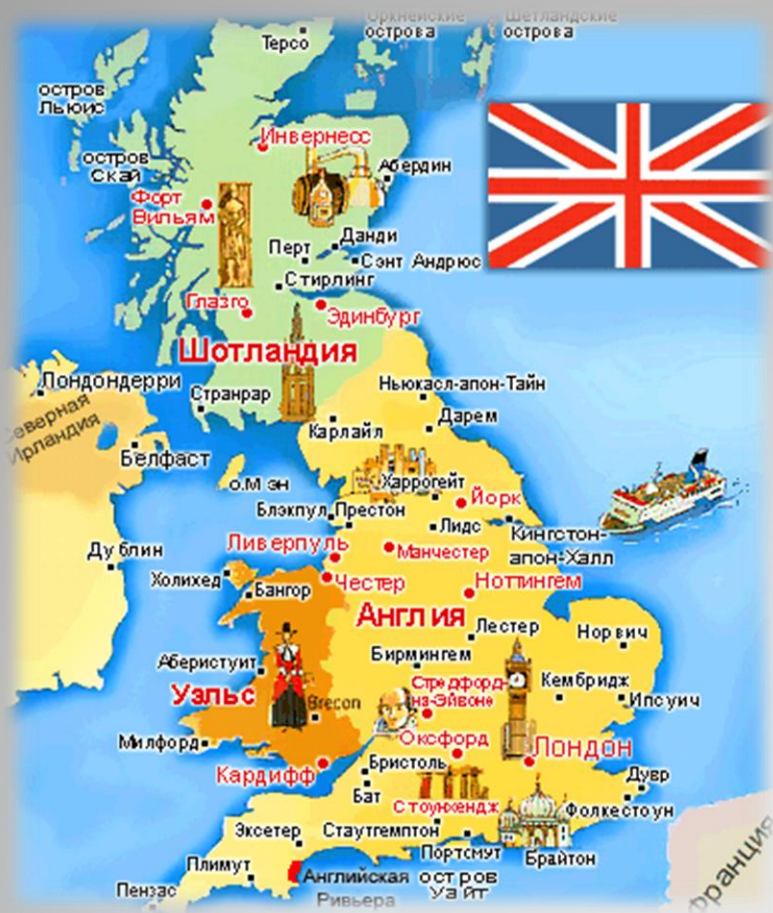 Оркнейские
острова
Шетландские
острова
Терсо
остров
Льюис
Инвернесс
остров
Скай
Абердин
Форт
Вильям
Данди
Перт
Сэнт Андрюс
Стирлинг
Глазго
Эдинбург
Шотландия
Лондондерри
Ньюкасл-апон-Тайн
Странрар
Северная
Ирландия
Дарем
Карлайл
Белфаст
о.Мэн
Харрогейт
Йорк
Блэкпул
Престон
Лидс
Кингстон-
апон-Халл
Ливерпуль
Манчестер
Дублин
Холихед
Честер
Ноттингем
Бангор
Англия
Лестер
Норвич
Аберистуит
Бирмингем
Уэльс
Стредфорд-
на-Эйвоне
Кембридж
Ипсуич
Brecon
Милфорд
Оксфорд
Лондон
Кардифф
Бристоль
Дувр
Бат
Стоунхендж
Фолкестоун
Эксетер
Стаутгемптон
Портсмут
Брайтон
Плимут
Английская
Ривьера
остров
Уайт
Пензас
Франция